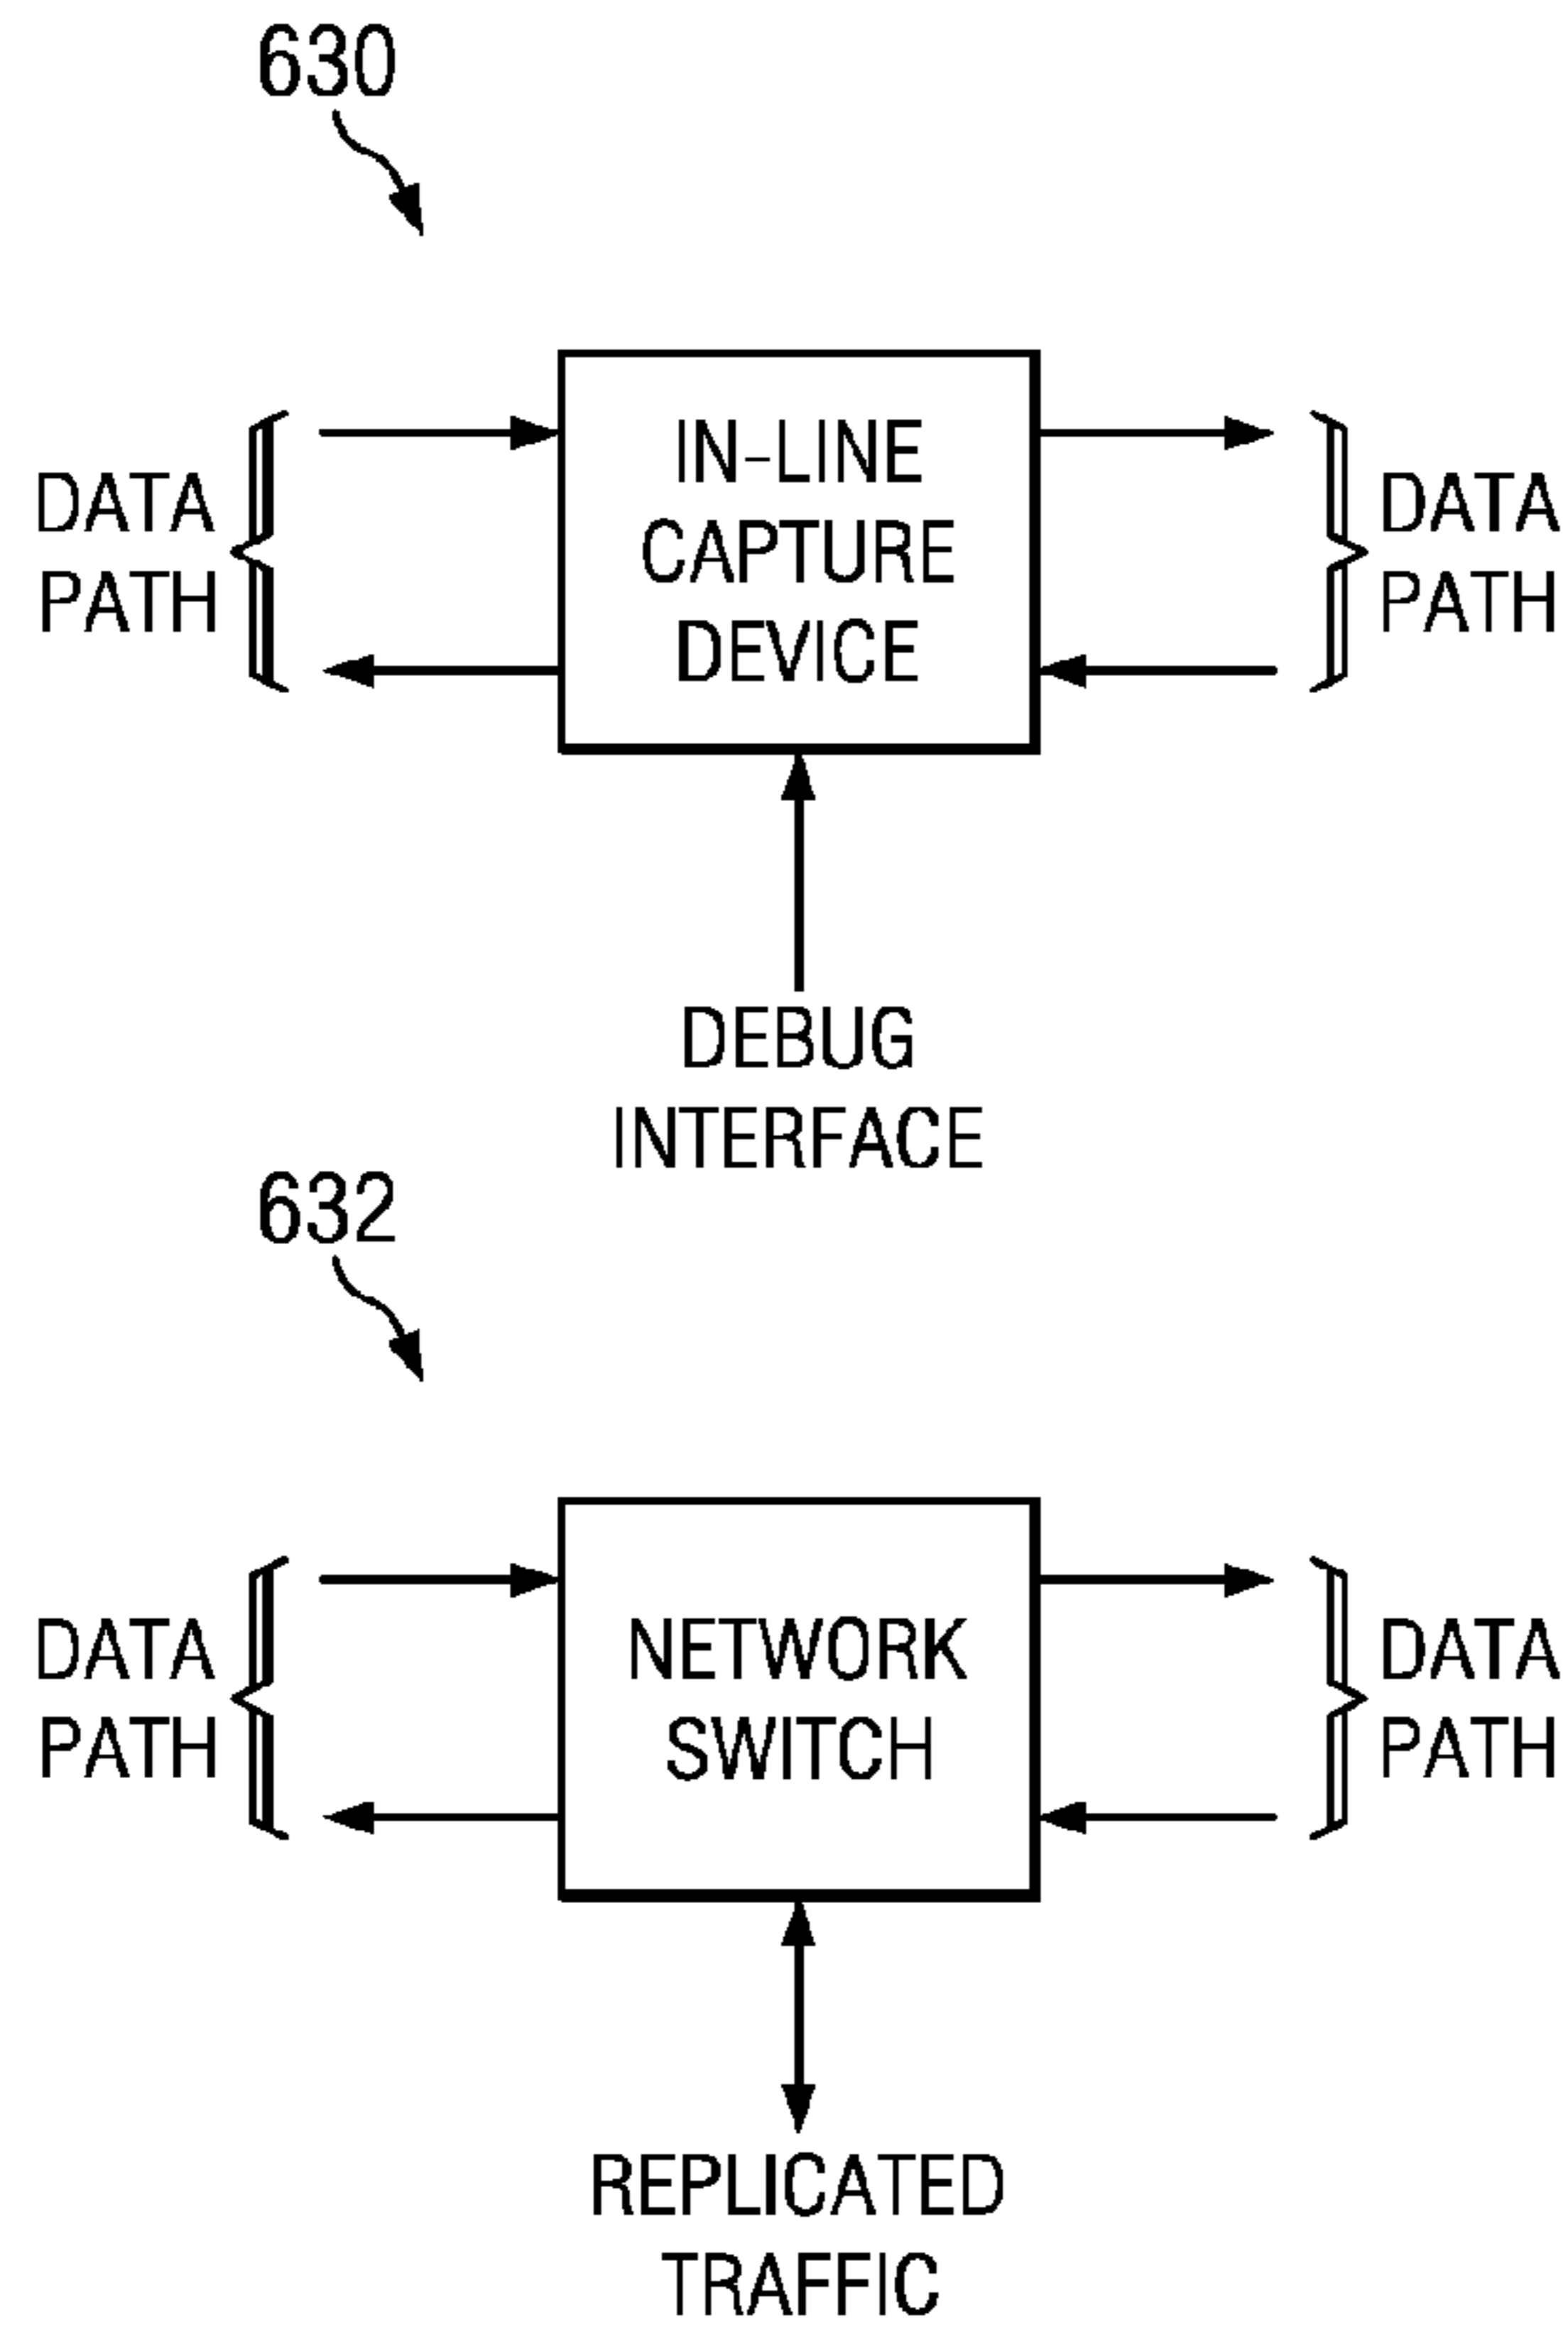 630
IN-LINE
CAPTURE
DEVICE
DATA
PATH
DATA
PATH
DEBUG
INTERFACE
632
NETWORK
SWITCH
DATA
PATH
DATA
PATH
REPLICATED
TRAFFIC